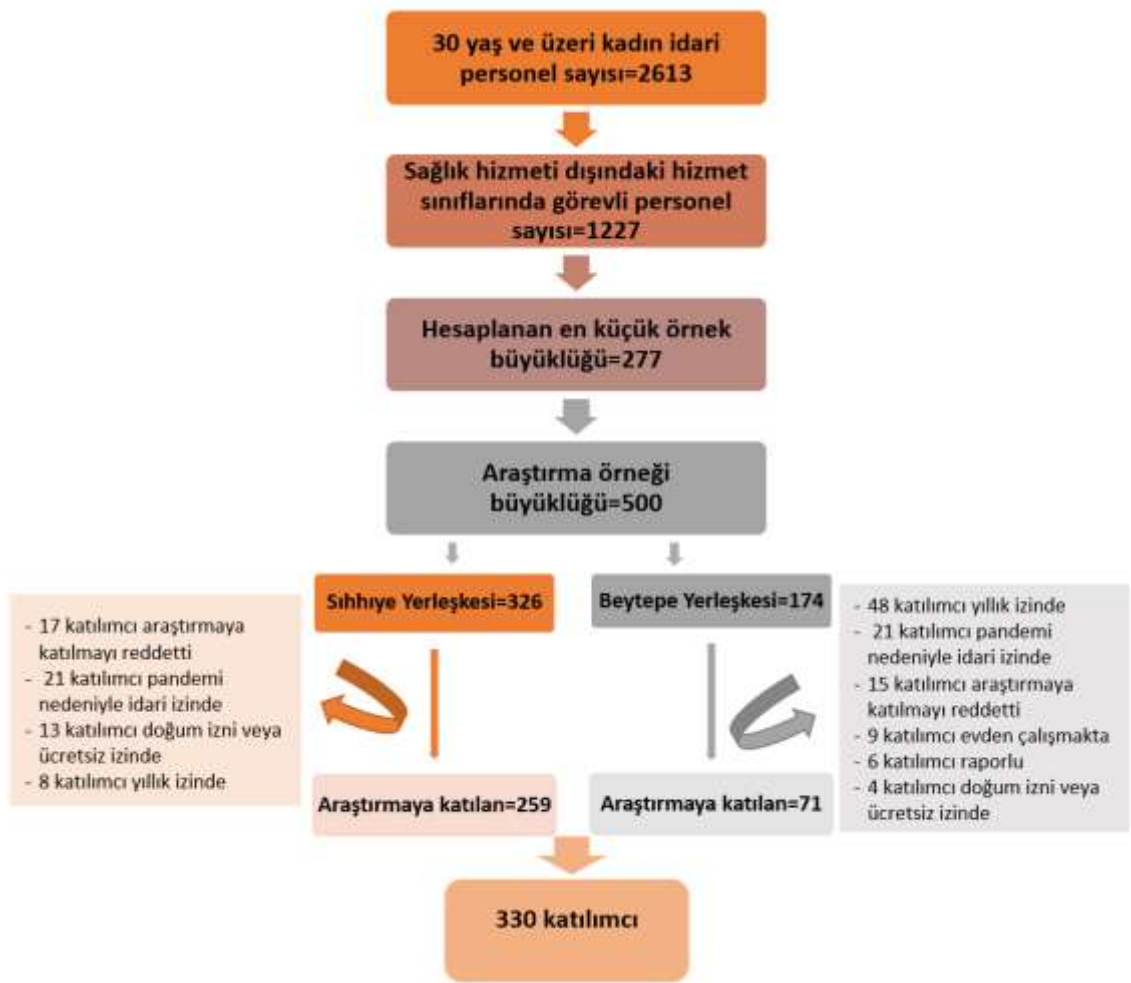 30 yaş ve üzeri kadın idari
personel sayısı=2613
Sağlık hizmeti dışındaki hizmet
sınıflarında görevli personel
sayısı=1227
Hesaplanan en küçük örnek
büyüklüğü=277
Araştırma örneği
büyüklüğü=500
Sıhhıye Yerleşkesi=326
Beytepe Yerleşkesi=174
- 17 katılımcı araştırmaya
katılmayı reddetti
- 21 katılımcı pandemi
nedeniyle idari izinde
- 13 katılımcı doğum izni veya
ücretsiz izinde
- 8 katılımcı yıllık izinde
- 48 katılımcı yıllık izinde
- 21 katılımcı pandemi
nedeniyle idari izinde
- 15 katılımcı araştırmaya
katılmayı reddetti
- 9 katılımcı evden çalışmakta
- 6 katılımcı raporlu
- 4 katılımcı doğum izni veya
ücretsiz izinde
Araştırmaya katılan=259
Araştırmaya katılan=71
330 katılımcı